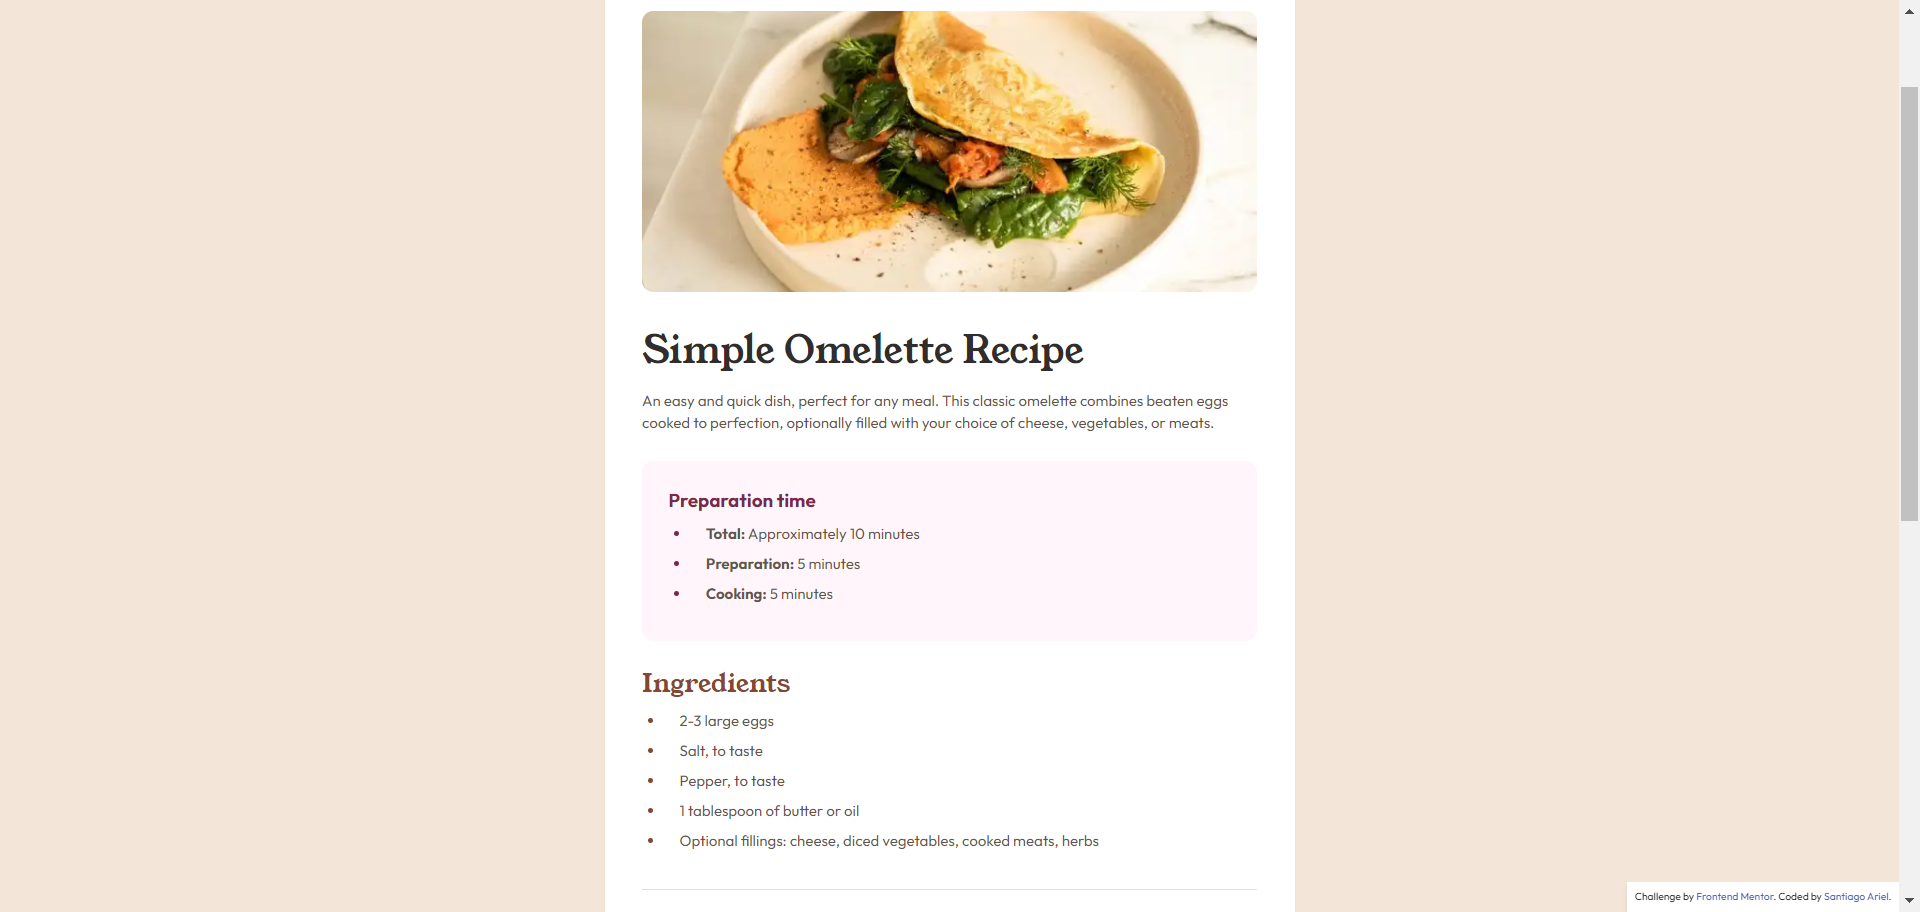 Simple Omelette Recipe
An easy and quick dish, perfect for any meal. This classic omelette combines beaten eggs
cooked to perfection, optionally filled with your choice of cheese, vegetables, or meats.
Preparation time
• Total: Approximately 10 minutes
• Preparation: 5 minutes
• Cooking: 5 minutes
Ingredients
• 2-3 large eggs
• Salt, to taste
• Pepper, to taste
• 1 tablespoon of butter or oil
• Optional fillings: cheese, diced vegetables, cooked meats, herbs
Challenge by Frontend Mentor. Coded by Santiago Ariel.